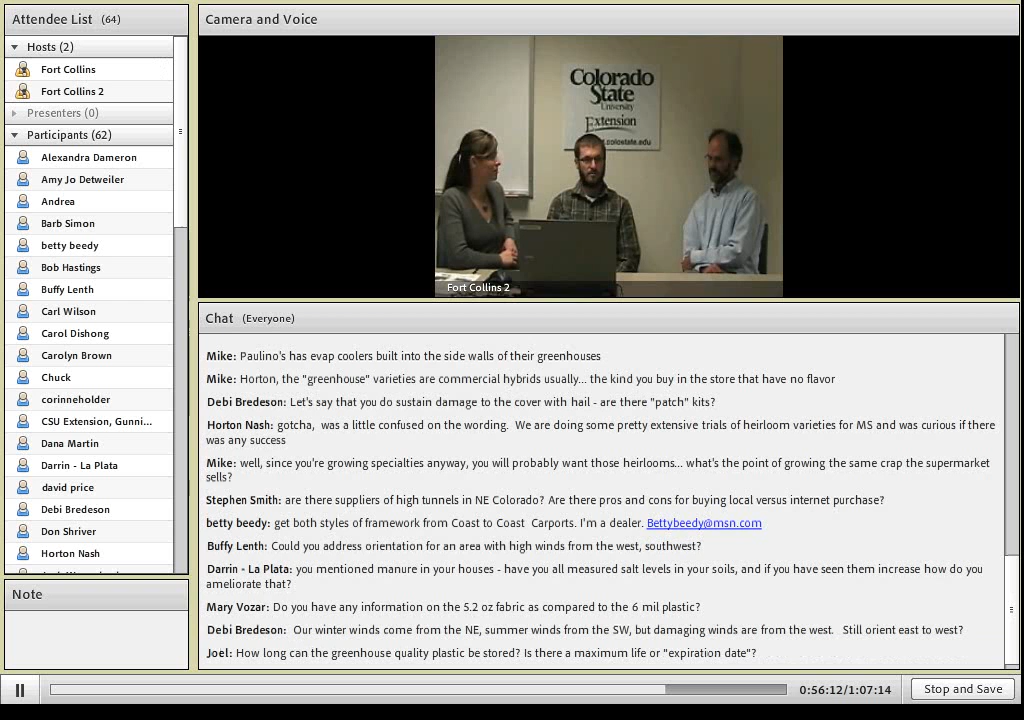 Attendee List (64)
Hosts (2)
Fort Collins
Fort Collins 2
Presenters (0)
Participants (62)
Alexandra Dameron
Amy Jo Detweiler
Andrea
Barb Simon
betty beedy
Bob Hastings
Buffy Lenth
Carl Wilson
Carol Dishong
Carolyn Brown
Chuck
corinneholder
CSU Extension, Gunni...
Dana Martin
Darrin - La Plata
david price
Debi Bredeson
Don Shriver
Horton Nash
Note
Camera and Voice
Colorado
State
University
Extension
.colostate.edu
Fort Collins 2
Chat (Everyone)
Mike: Paulino's has evap coolers built into the side walls of their greenhouses
Mike: Horton, the "greenhouse" varieties are commercial hybrids usually... the kind you buy in the store that have no flavor
Debi Bredeson: Let's say that you do sustain damage to the cover with hail - are there "patch" kits?
Horton Nash: gotcha, was a little confused on the wording. We are doing some pretty extensive trials of heirloom varieties for MS and was curious if there
was any success
Mike: well, since you're growing specialties anyway, you will probably want those heirlooms... what's the point of growing the same crap the supermarket
sells?
Stephen Smith: are there suppliers of high tunnels in NE Colorado? Are there pros and cons for buying local versus internet purchase?
betty beedy: get both styles of framework from Coast to Coast Carports. I'm a dealer. Bettybeedy@msn.com
Buffy Lenth: Could you address orientation for an area with high winds from the west, southwest?
Darrin - La Plata: you mentioned manure in your houses - have you all measured salt levels in your soils, and if you have seen them increase how do you
ameliorate that?
Mary Vozar: Do you have any information on the 5.2 oz fabric as compared to the 6 mil plastic?
Debi Bredeson: Our winter winds come from the NE, summer winds from the SW, but damaging winds are from the west. Still orient east to west?
Joel: How long can the greenhouse quality plastic be stored? Is there a maximum life or "expiration date"?
0:56:12/1:07:14
Stop and Save